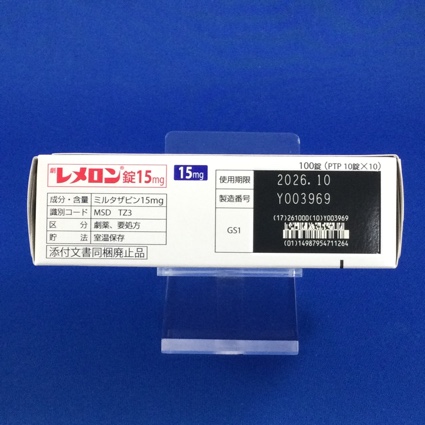 100錠（PTP 10錠×10）
劇 レメロン®錠15mg
15mg
成分・含量 ミルタザピン15mg
識別コード MSD TZ3
区分 劇薬、要処方
貯法 室温保存
添付文書同梱廃止品
使用期限 2026.10
製造番号 Y003969
GS1
(17)261000(10)Y003969
(01)14987954711264